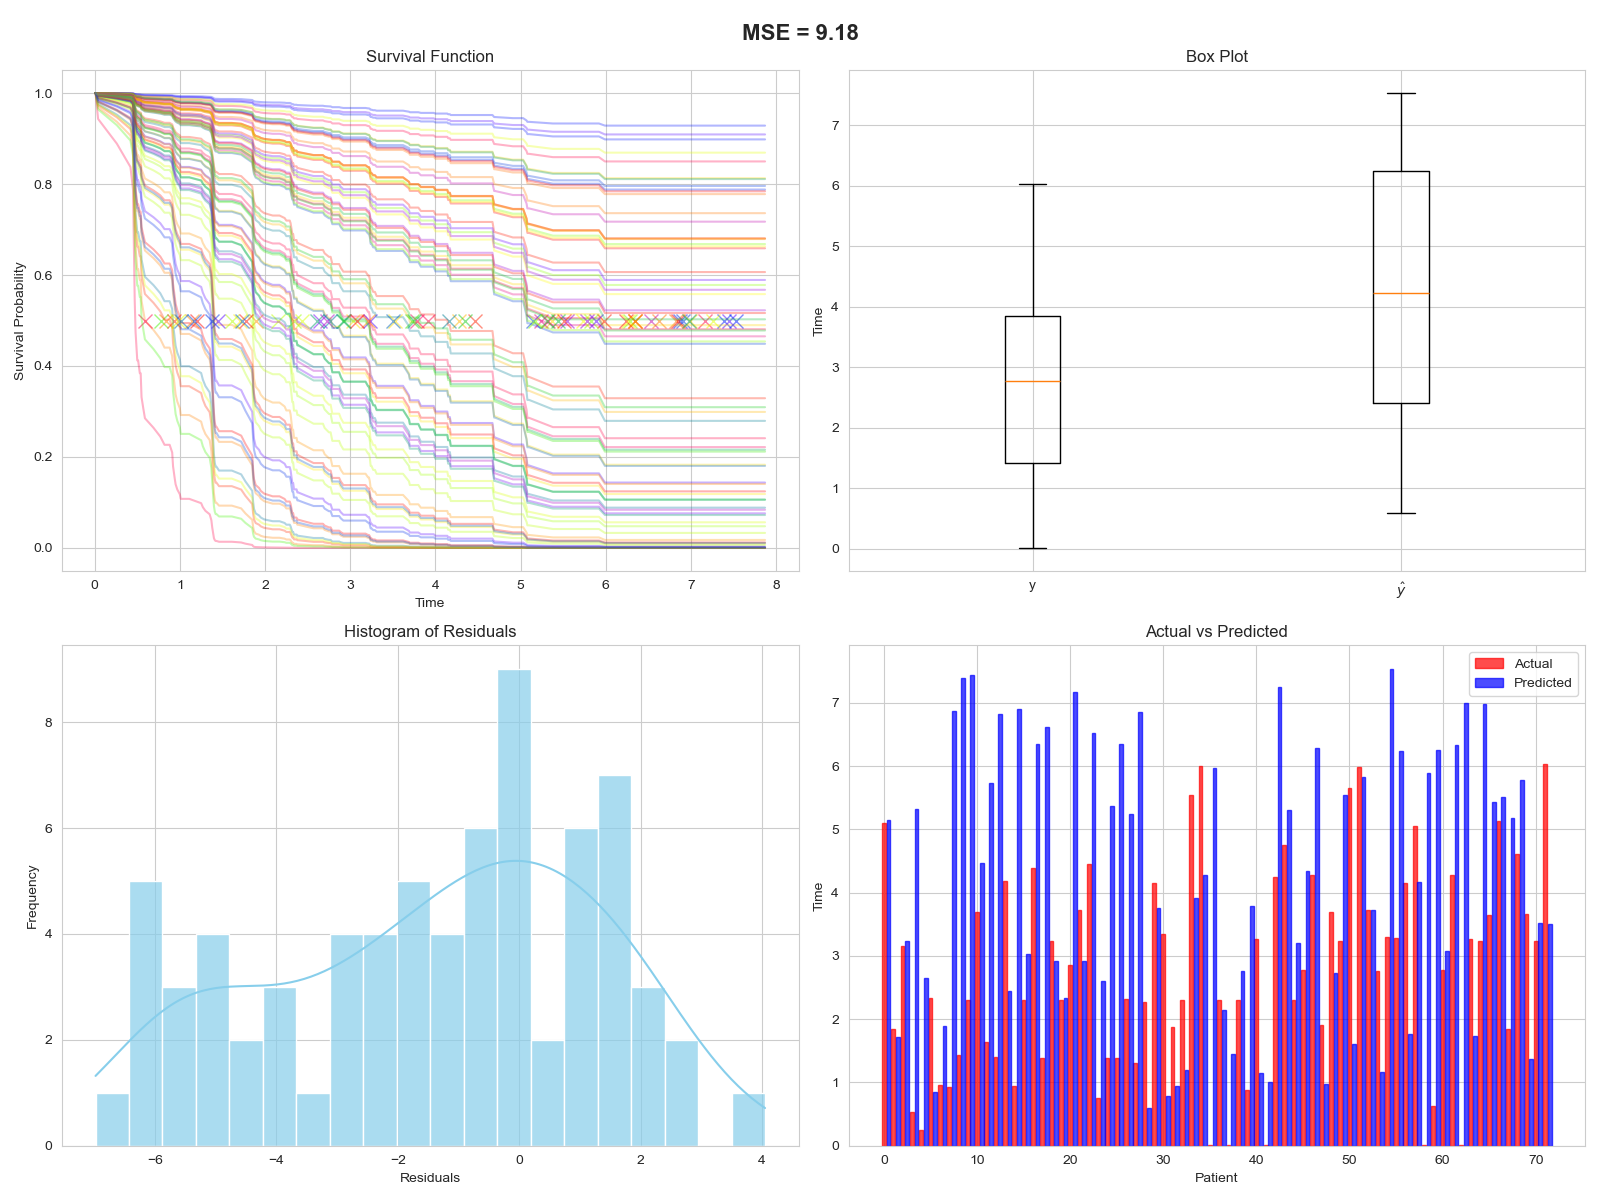 MSE = 9.18
Survival Function
Survival Probability
1.0
0.8
0.6
0.4
0.2
0.0
0 1 2 3 4 5 6 7 8
Time
Box Plot
Time
7
6
5
4
3
2
1
0
y ŷ
Histogram of Residuals
Frequency
8
6
4
2
0
−6 −4 −2 0 2 4
Residuals
Actual vs Predicted
Actual
Predicted
Time
7
6
5
4
3
2
1
0
0 10 20 30 40 50 60 70
Patient